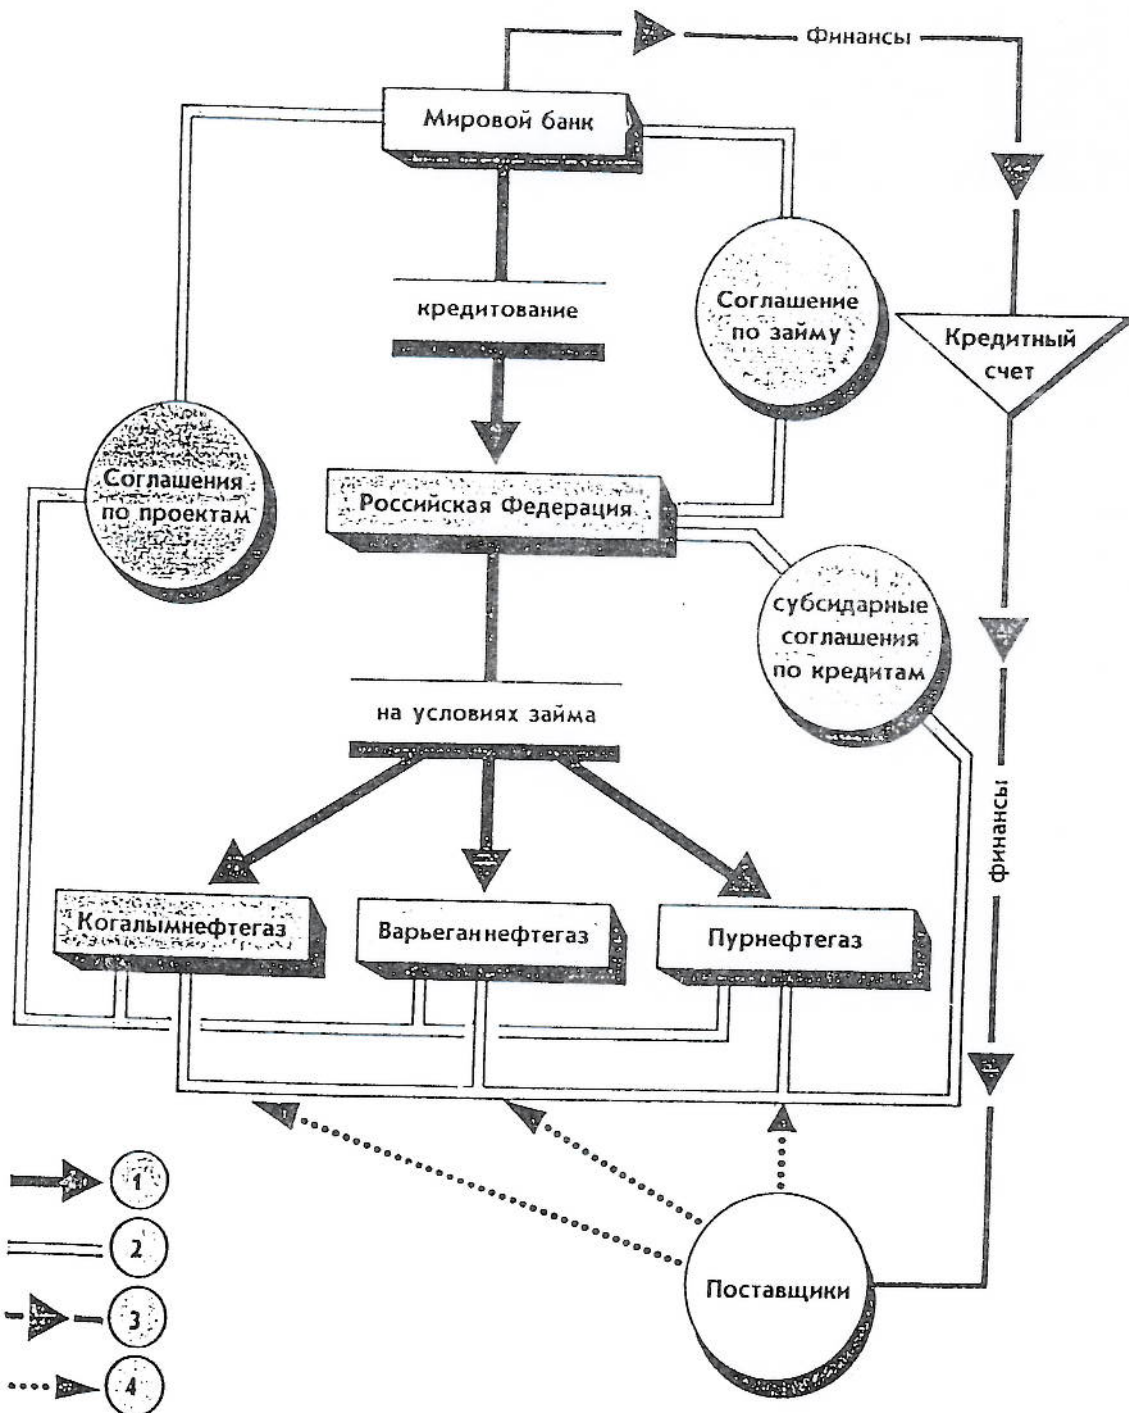 Финансы
Мировой банк
кредитование
Соглашение
по займу
Кредитный
счет
Соглашения
по проектам
Российская Федерация
субсидарные
соглашения
по кредитам
на условиях займа
финансы
Когалымнефтегаз
Варьеганнефтегаз
Пурнефтегаз
1
2
3
4
Поставщики